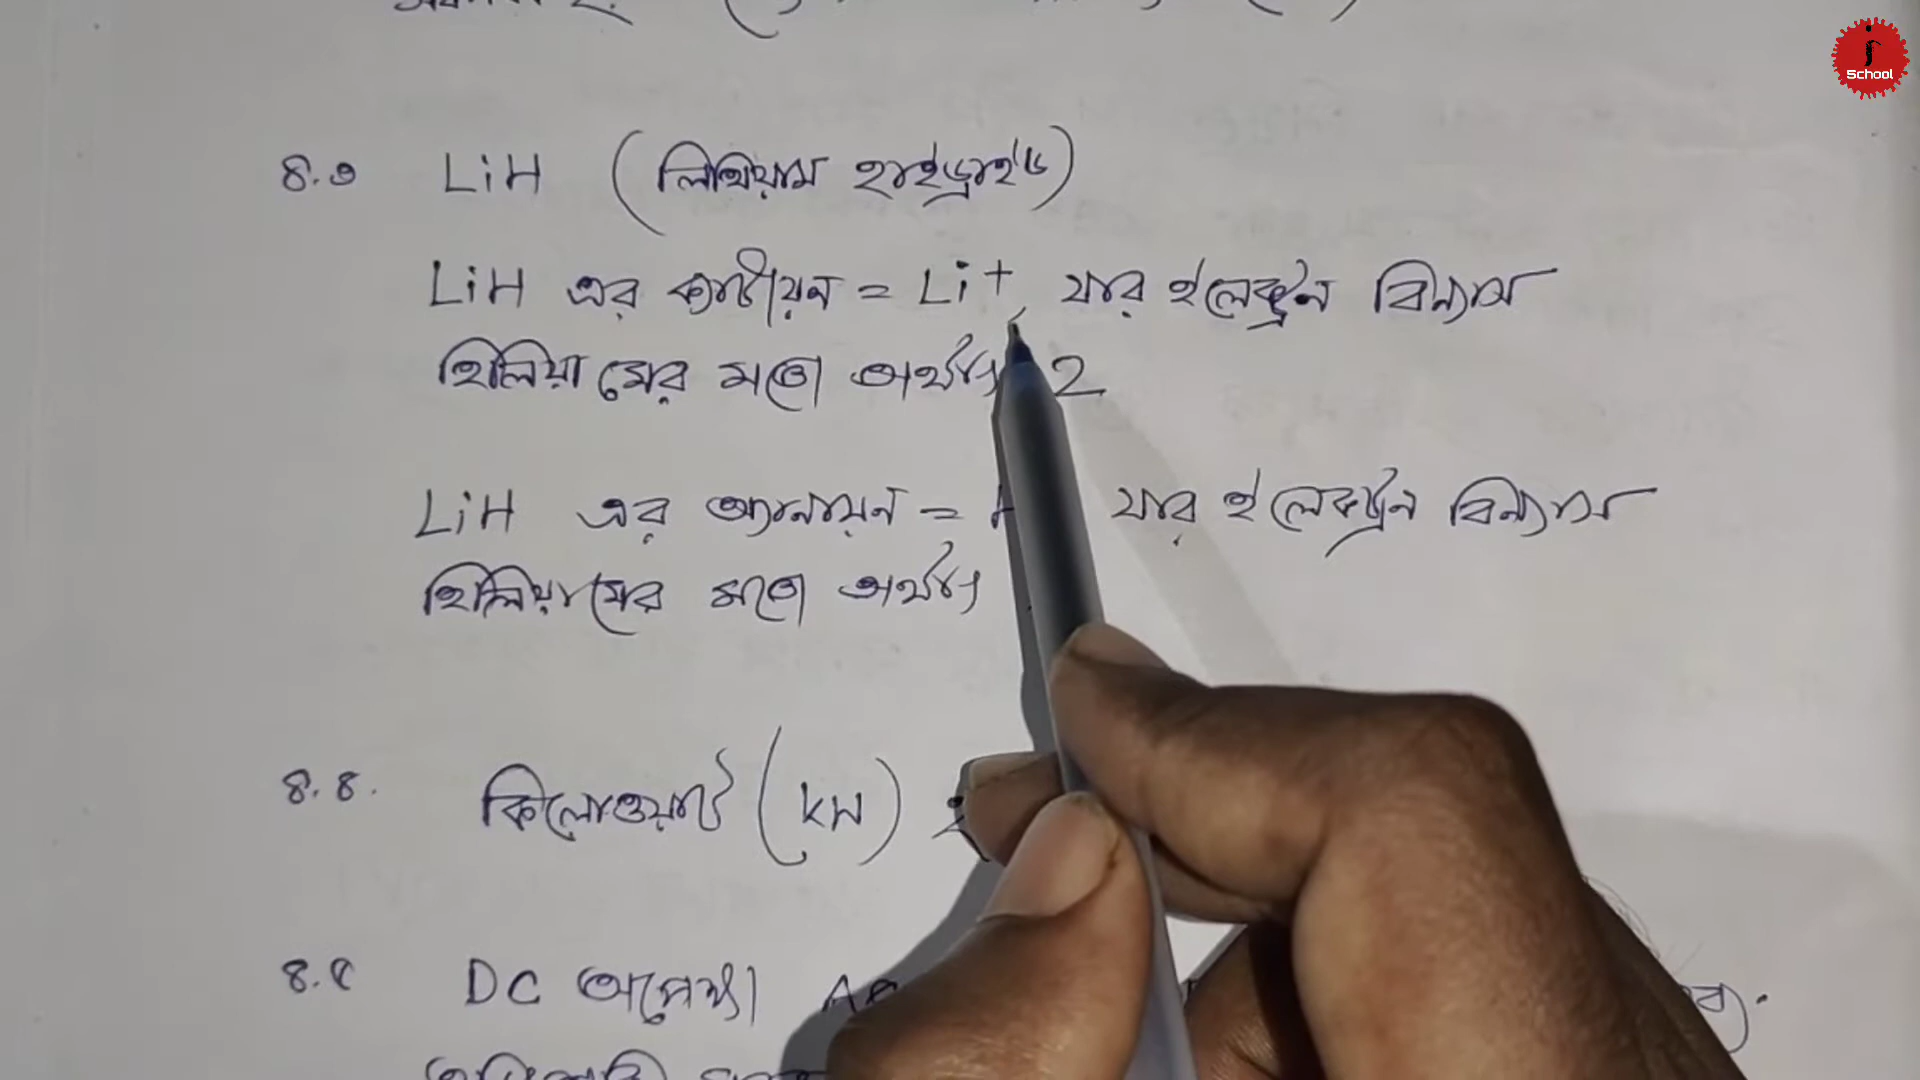 School
৪.৩ LiH (লিথিয়াম হাইড্রাইড)
LiH এর ক্যাটায়ন = Li+ যার ইলেকট্রন বিন্যাস
হিলিয়ামের মতো অর্থাৎ 2
LiH এর অ্যানায়ন = যার ইলেকট্রন বিন্যাস
হিলিয়ামের মতো অর্থাৎ
৪.৪. কিলোওয়াট (kW)
৪.৫ DC অপেক্ষা